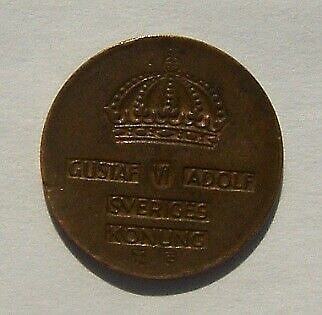 GUSTAF VI ADOLF
SVERIGES
KONUNG